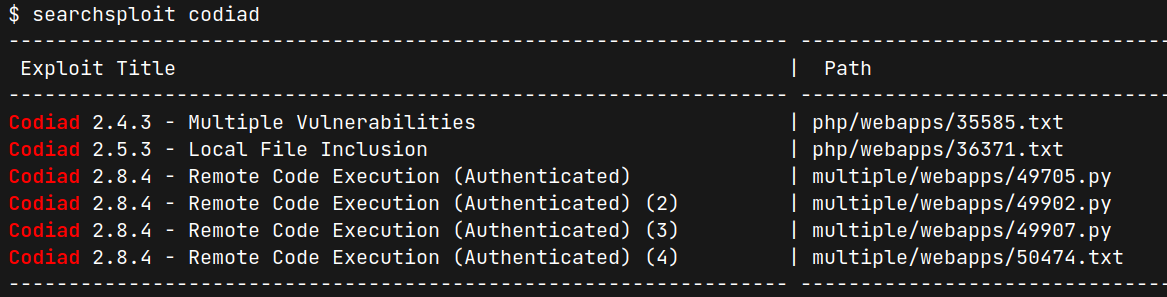 $ searchsploit codiad
---------------------------------------------------------------- -------------------------------
Exploit Title | Path
---------------------------------------------------------------- -------------------------------
Codiad 2.4.3 - Multiple Vulnerabilities | php/webapps/35585.txt
Codiad 2.5.3 - Local File Inclusion | php/webapps/36371.txt
Codiad 2.8.4 - Remote Code Execution (Authenticated) | multiple/webapps/49705.py
Codiad 2.8.4 - Remote Code Execution (Authenticated) (2) | multiple/webapps/49902.py
Codiad 2.8.4 - Remote Code Execution (Authenticated) (3) | multiple/webapps/49907.py
Codiad 2.8.4 - Remote Code Execution (Authenticated) (4) | multiple/webapps/50474.txt
---------------------------------------------------------------- -------------------------------